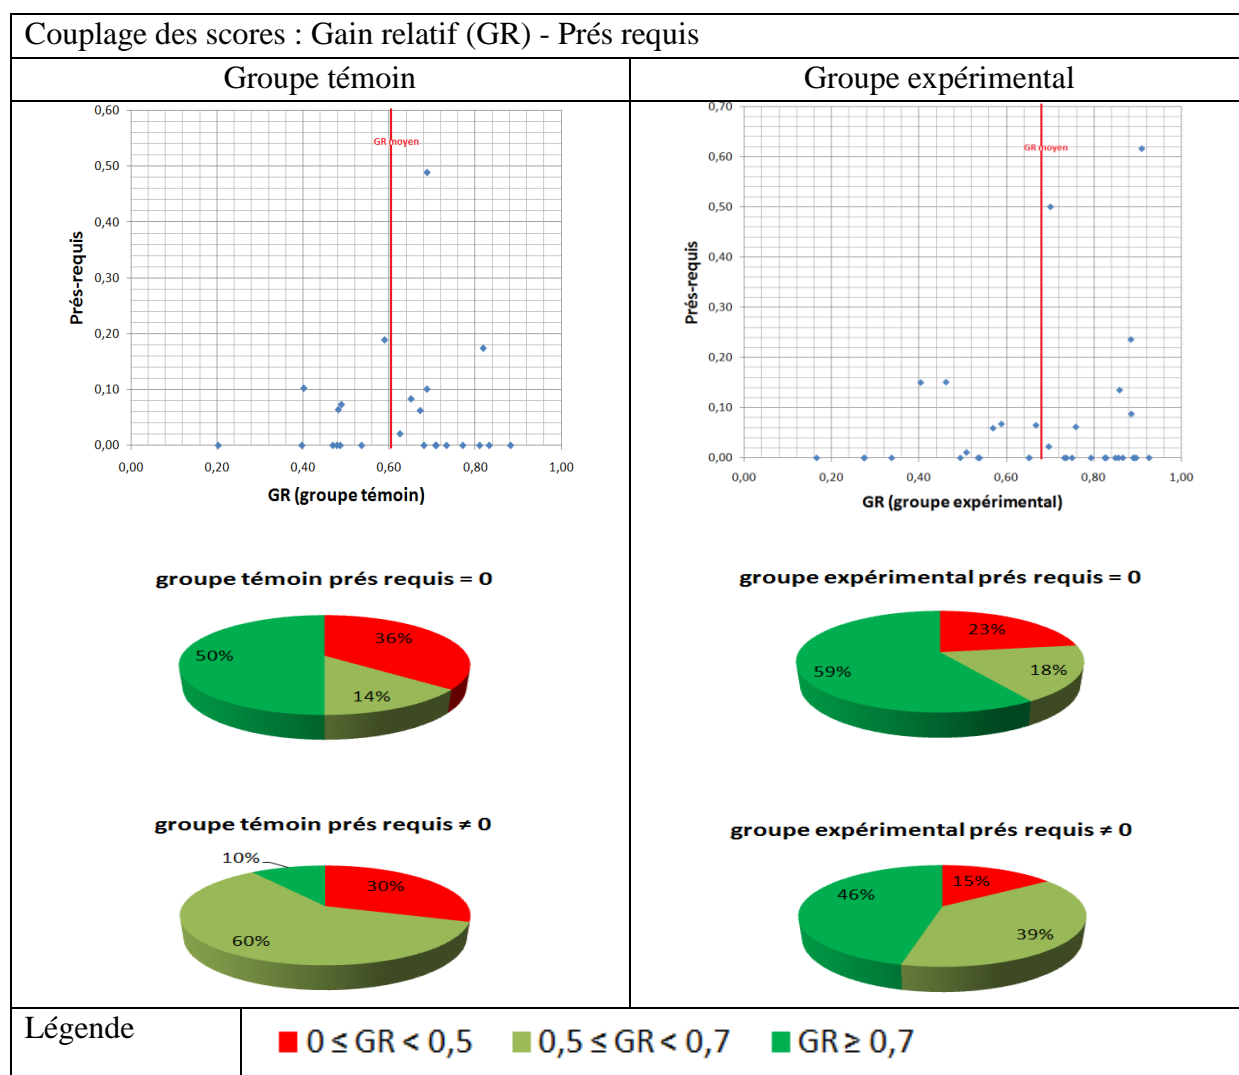 Couplage des scores : Gain relatif (GR) - Prés requis
Groupe témoin
Groupe expérimental
0,60
0,50
0,40
0,30
0,20
0,10
0,00
Prés-requis
GR moyen
0,00 0,20 0,40 0,60 0,80 1,00
GR (groupe témoin)
0,70
0,60
0,50
0,40
0,30
0,20
0,10
0,00
Prés-requis
GR moyen
0,00 0,20 0,40 0,60 0,80 1,00
GR (groupe expérimental)
groupe témoin prés requis = 0
36%
50%
14%
groupe expérimental prés requis = 0
23%
59%
18%
groupe témoin prés requis ≠ 0
10%
30%
60%
groupe expérimental prés requis ≠ 0
15%
46%
39%
Légende
0 ≤ GR < 0,5 0,5 ≤ GR < 0,7 GR ≥ 0,7